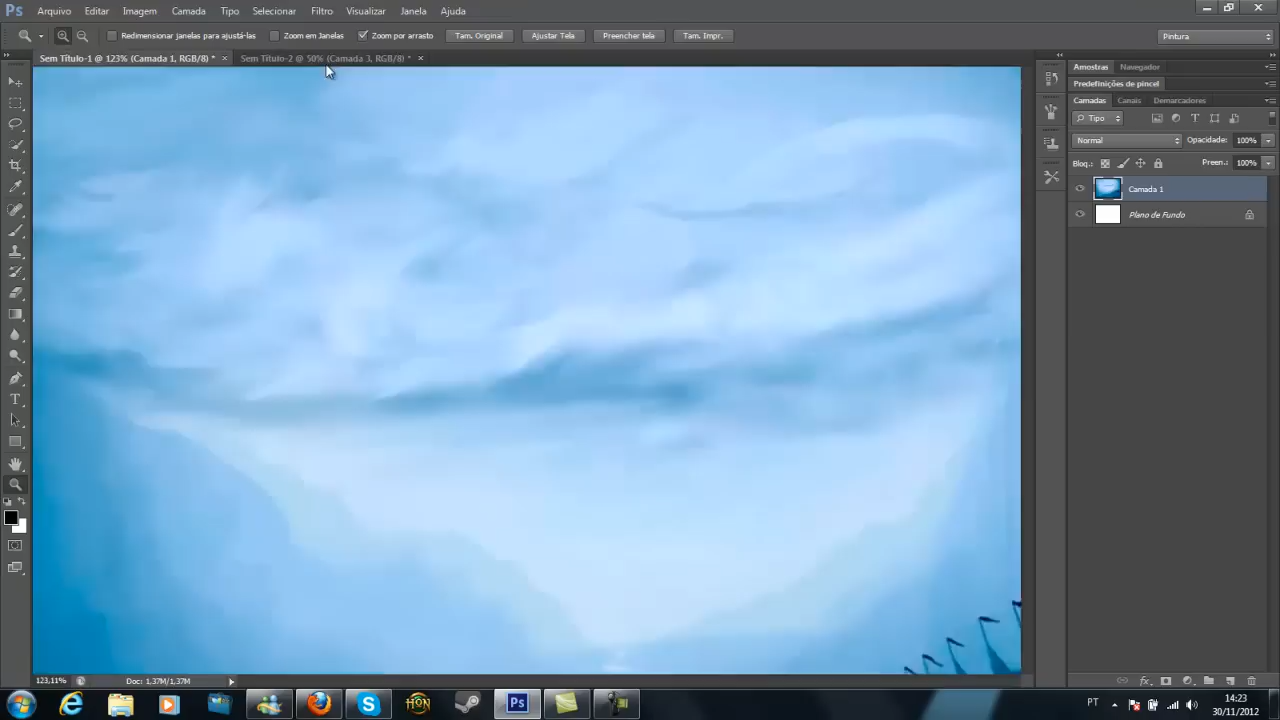 Ps Arquivo Editar Imagem Camada Tipo Selecionar Filtro Visualizar Janela Ajuda
Redimensionar janelas para ajustá-las Zoom em Janelas Zoom por arrasto Tam. Original Ajustar Tela Preencher tela Tam. Impr. Pintura
Sem Título-1 @ 123% (Camada 1, RGB/8) * × Sem Título-2 @ 50% (Camada 3, RGB/8) * ×
Amostras Navegador
Predefinições de pincel
Camadas Canais Demarcadores
Tipo
Normal Opacidade: 100%
Bloq.: Preen.: 100%
Camada 1
Plano de Fundo
123,11% Doc: 1,37M/1,37M
HON Ps PT 14:23
30/11/2012